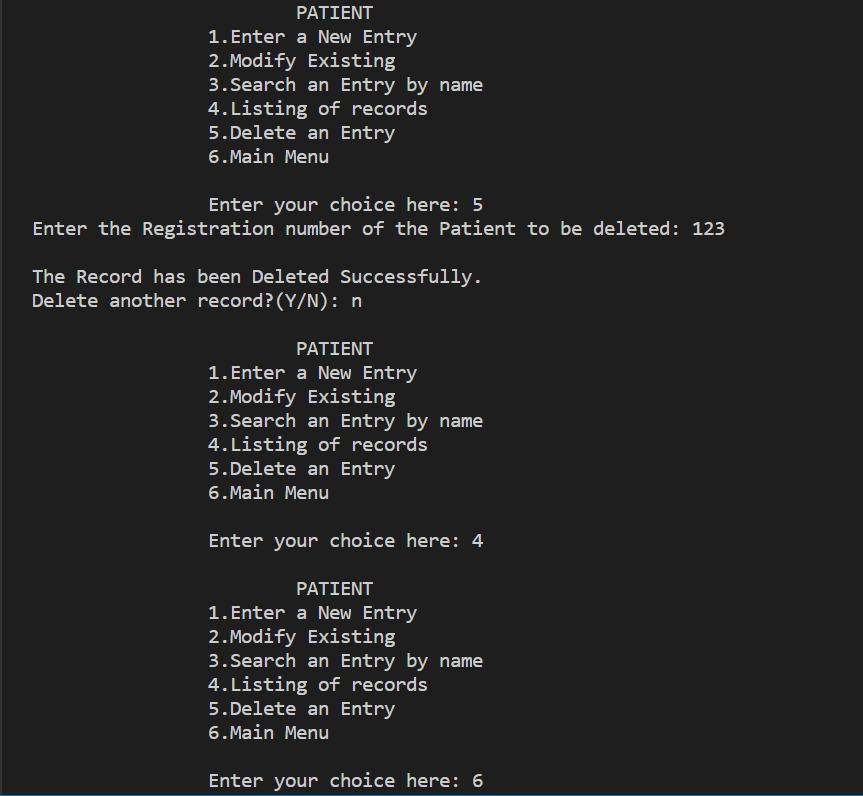 PATIENT
1.Enter a New Entry
2.Modify Existing
3.Search an Entry by name
4.Listing of records
5.Delete an Entry
6.Main Menu
Enter your choice here: 5
Enter the Registration number of the Patient to be deleted: 123
The Record has been Deleted Successfully.
Delete another record?(Y/N): n
PATIENT
1.Enter a New Entry
2.Modify Existing
3.Search an Entry by name
4.Listing of records
5.Delete an Entry
6.Main Menu
Enter your choice here: 4
PATIENT
1.Enter a New Entry
2.Modify Existing
3.Search an Entry by name
4.Listing of records
5.Delete an Entry
6.Main Menu
Enter your choice here: 6